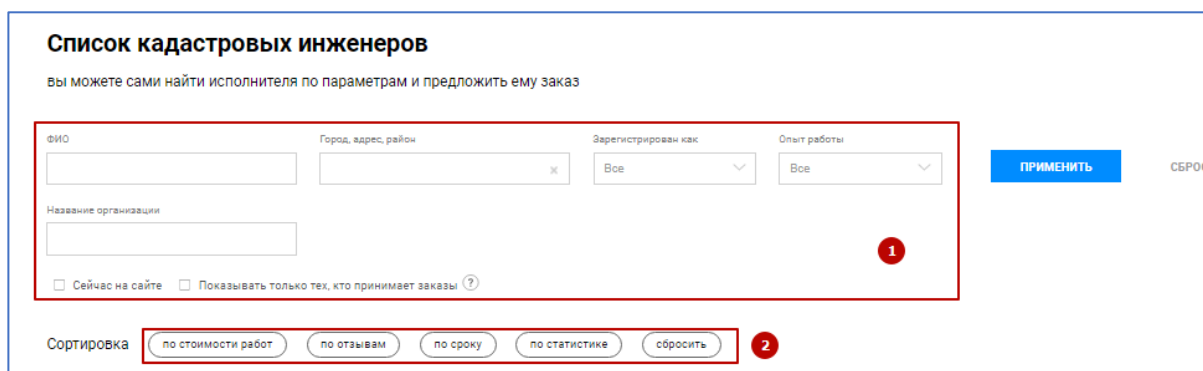 Список кадастровых инженеров
вы можете сами найти исполнителя по параметрам и предложить ему заказ
ФИО Город, адрес, район Зарегистрирован как Опыт работы
x Все Все ПРИМЕНИТЬ СБРОС
Название организации
1
Сейчас на сайте Показывать только тех, кто принимает заказы ?
Сортировка по стоимости работ по отзывам по сроку по статистике сбросить 2